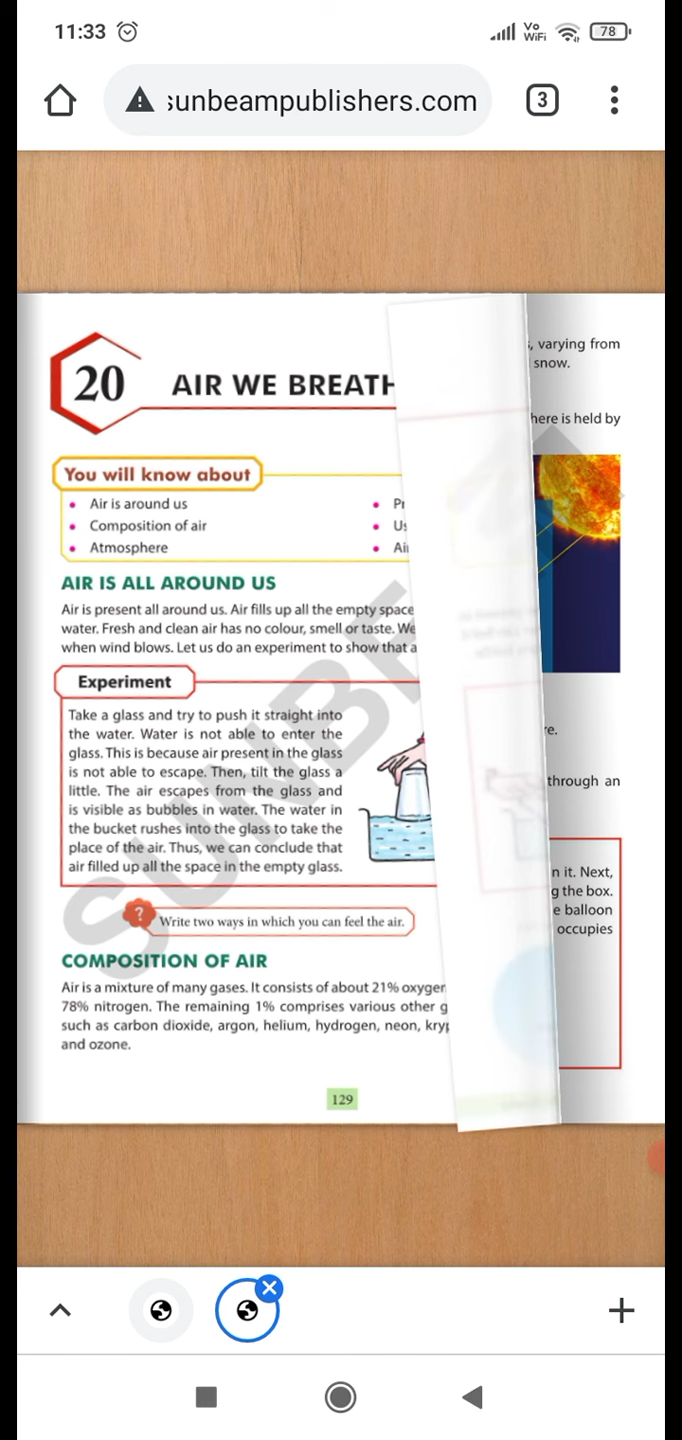 11:33
Vo
WiFi
78
sunbeampublishers.com
3
20
AIR WE BREATH
You will know about
• Air is around us
• Composition of air
• Atmosphere
• Pr
• Us
• Air
AIR IS ALL AROUND US
Air is present all around us. Air fills up all the empty space
water. Fresh and clean air has no colour, smell or taste. We
when wind blows. Let us do an experiment to show that a
Experiment
Take a glass and try to push it straight into
the water. Water is not able to enter the
glass. This is because air present in the glass
is not able to escape. Then, tilt the glass a
little. The air escapes from the glass and
is visible as bubbles in water. The water in
the bucket rushes into the glass to take the
place of the air. Thus, we can conclude that
air filled up all the space in the empty glass.
? Write two ways in which you can feel the air.
COMPOSITION OF AIR
Air is a mixture of many gases. It consists of about 21% oxygen
78% nitrogen. The remaining 1% comprises various other g
such as carbon dioxide, argon, helium, hydrogen, neon, kryp
and ozone.
129
, varying from
snow.
here is held by
re.
through an
n it. Next,
g the box.
e balloon
occupies
SUNBE